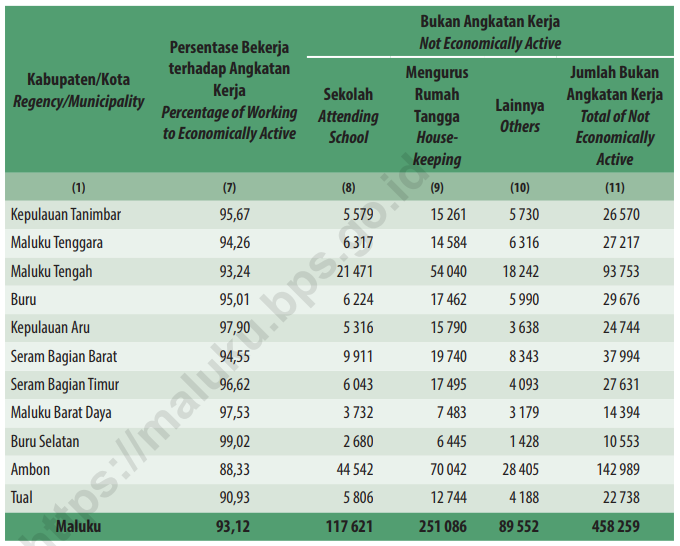 Kabupaten/Kota
Regency/Municipality
Persentase Bekerja
terhadap Angkatan
Kerja
Percentage of Working
to Economically Active
Bukan Angkatan Kerja
Not Economically Active
Sekolah
Attending
School
Mengurus
Rumah
Tangga
House-
keeping
Lainnya
Others
Jumlah Bukan
Angkatan Kerja
Total of Not
Economically
Active
(1) (7) (8) (9) (10) (11)
Kepulauan Tanimbar 95,67 5 579 15 261 5 730 26 570
Maluku Tenggara 94,26 6 317 14 584 6 316 27 217
Maluku Tengah 93,24 21 471 54 040 18 242 93 753
Buru 95,01 6 224 17 462 5 990 29 676
Kepulauan Aru 97,90 5 316 15 790 3 638 24 744
Seram Bagian Barat 94,55 9 911 19 740 8 343 37 994
Seram Bagian Timur 96,62 6 043 17 495 4 093 27 631
Maluku Barat Daya 97,53 3 732 7 483 3 179 14 394
Buru Selatan 99,02 2 680 6 445 1 428 10 553
Ambon 88,33 44 542 70 042 28 405 142 989
Tual 90,93 5 806 12 744 4 188 22 738
Maluku 93,12 117 621 251 086 89 552 458 259
https://maluku.bps.go.id